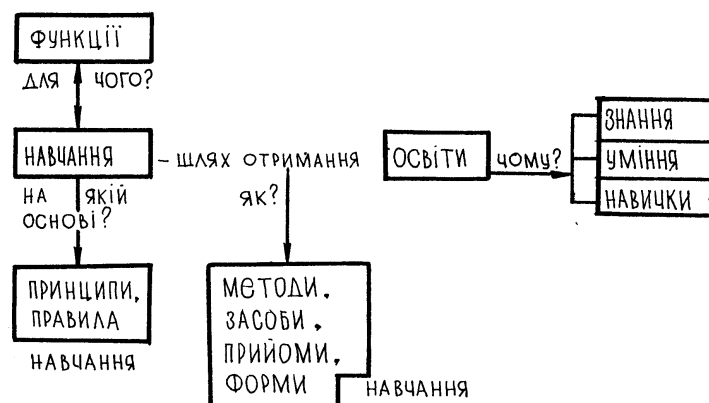 ФУНКЦІЇ
ДЛЯ ЧОГО?
НАВЧАННЯ
– ШЛЯХ ОТРИМАННЯ
ОСВІТИ
ЧОМУ?
ЗНАННЯ
УМІННЯ
НАВИЧКИ
НА ЯКІЙ
ОСНОВІ?
ЯК?
ПРИНЦИПИ,
ПРАВИЛА
НАВЧАННЯ
МЕТОДИ,
ЗАСОБИ,
ПРИЙОМИ,
ФОРМИ
НАВЧАННЯ